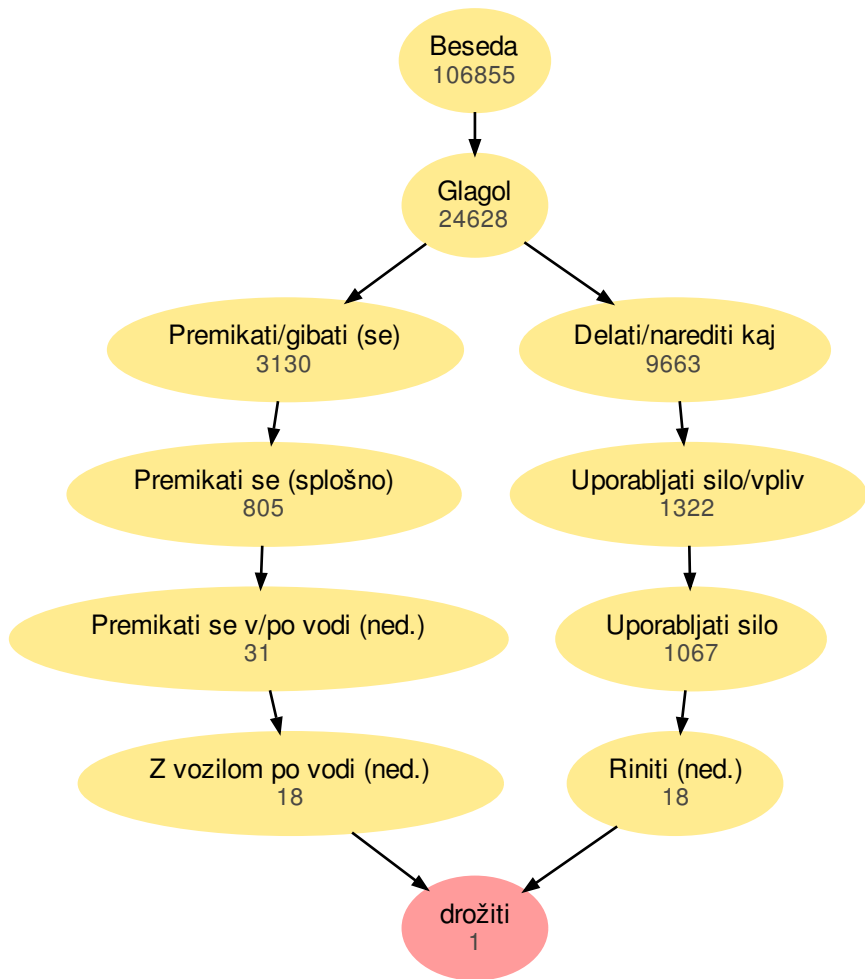 Beseda
106855
Glagol
24628
Premikati/gibati (se)
3130
Delati/narediti kaj
9663
Premikati se (splošno)
805
Uporabljati silo/vpliv
1322
Premikati se v/po vodi (ned.)
31
Uporabljati silo
1067
Z vozilom po vodi (ned.)
18
Riniti (ned.)
18
drožiti
1